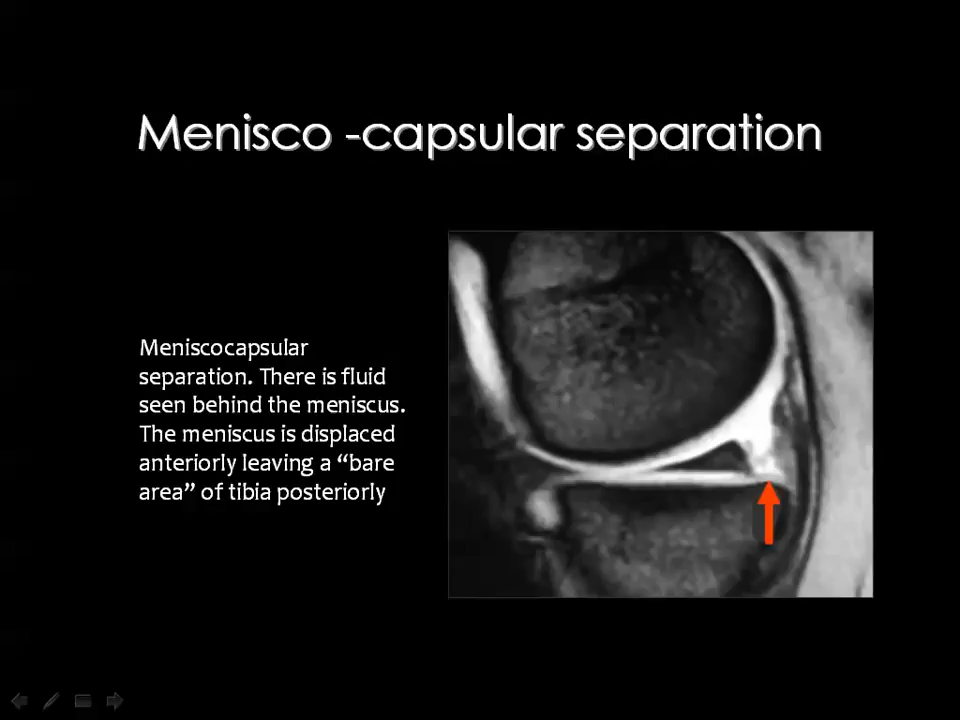 Menisco -capsular separation
Meniscocapsular
separation. There is fluid
seen behind the meniscus.
The meniscus is displaced
anteriorly leaving a “bare
area” of tibia posteriorly